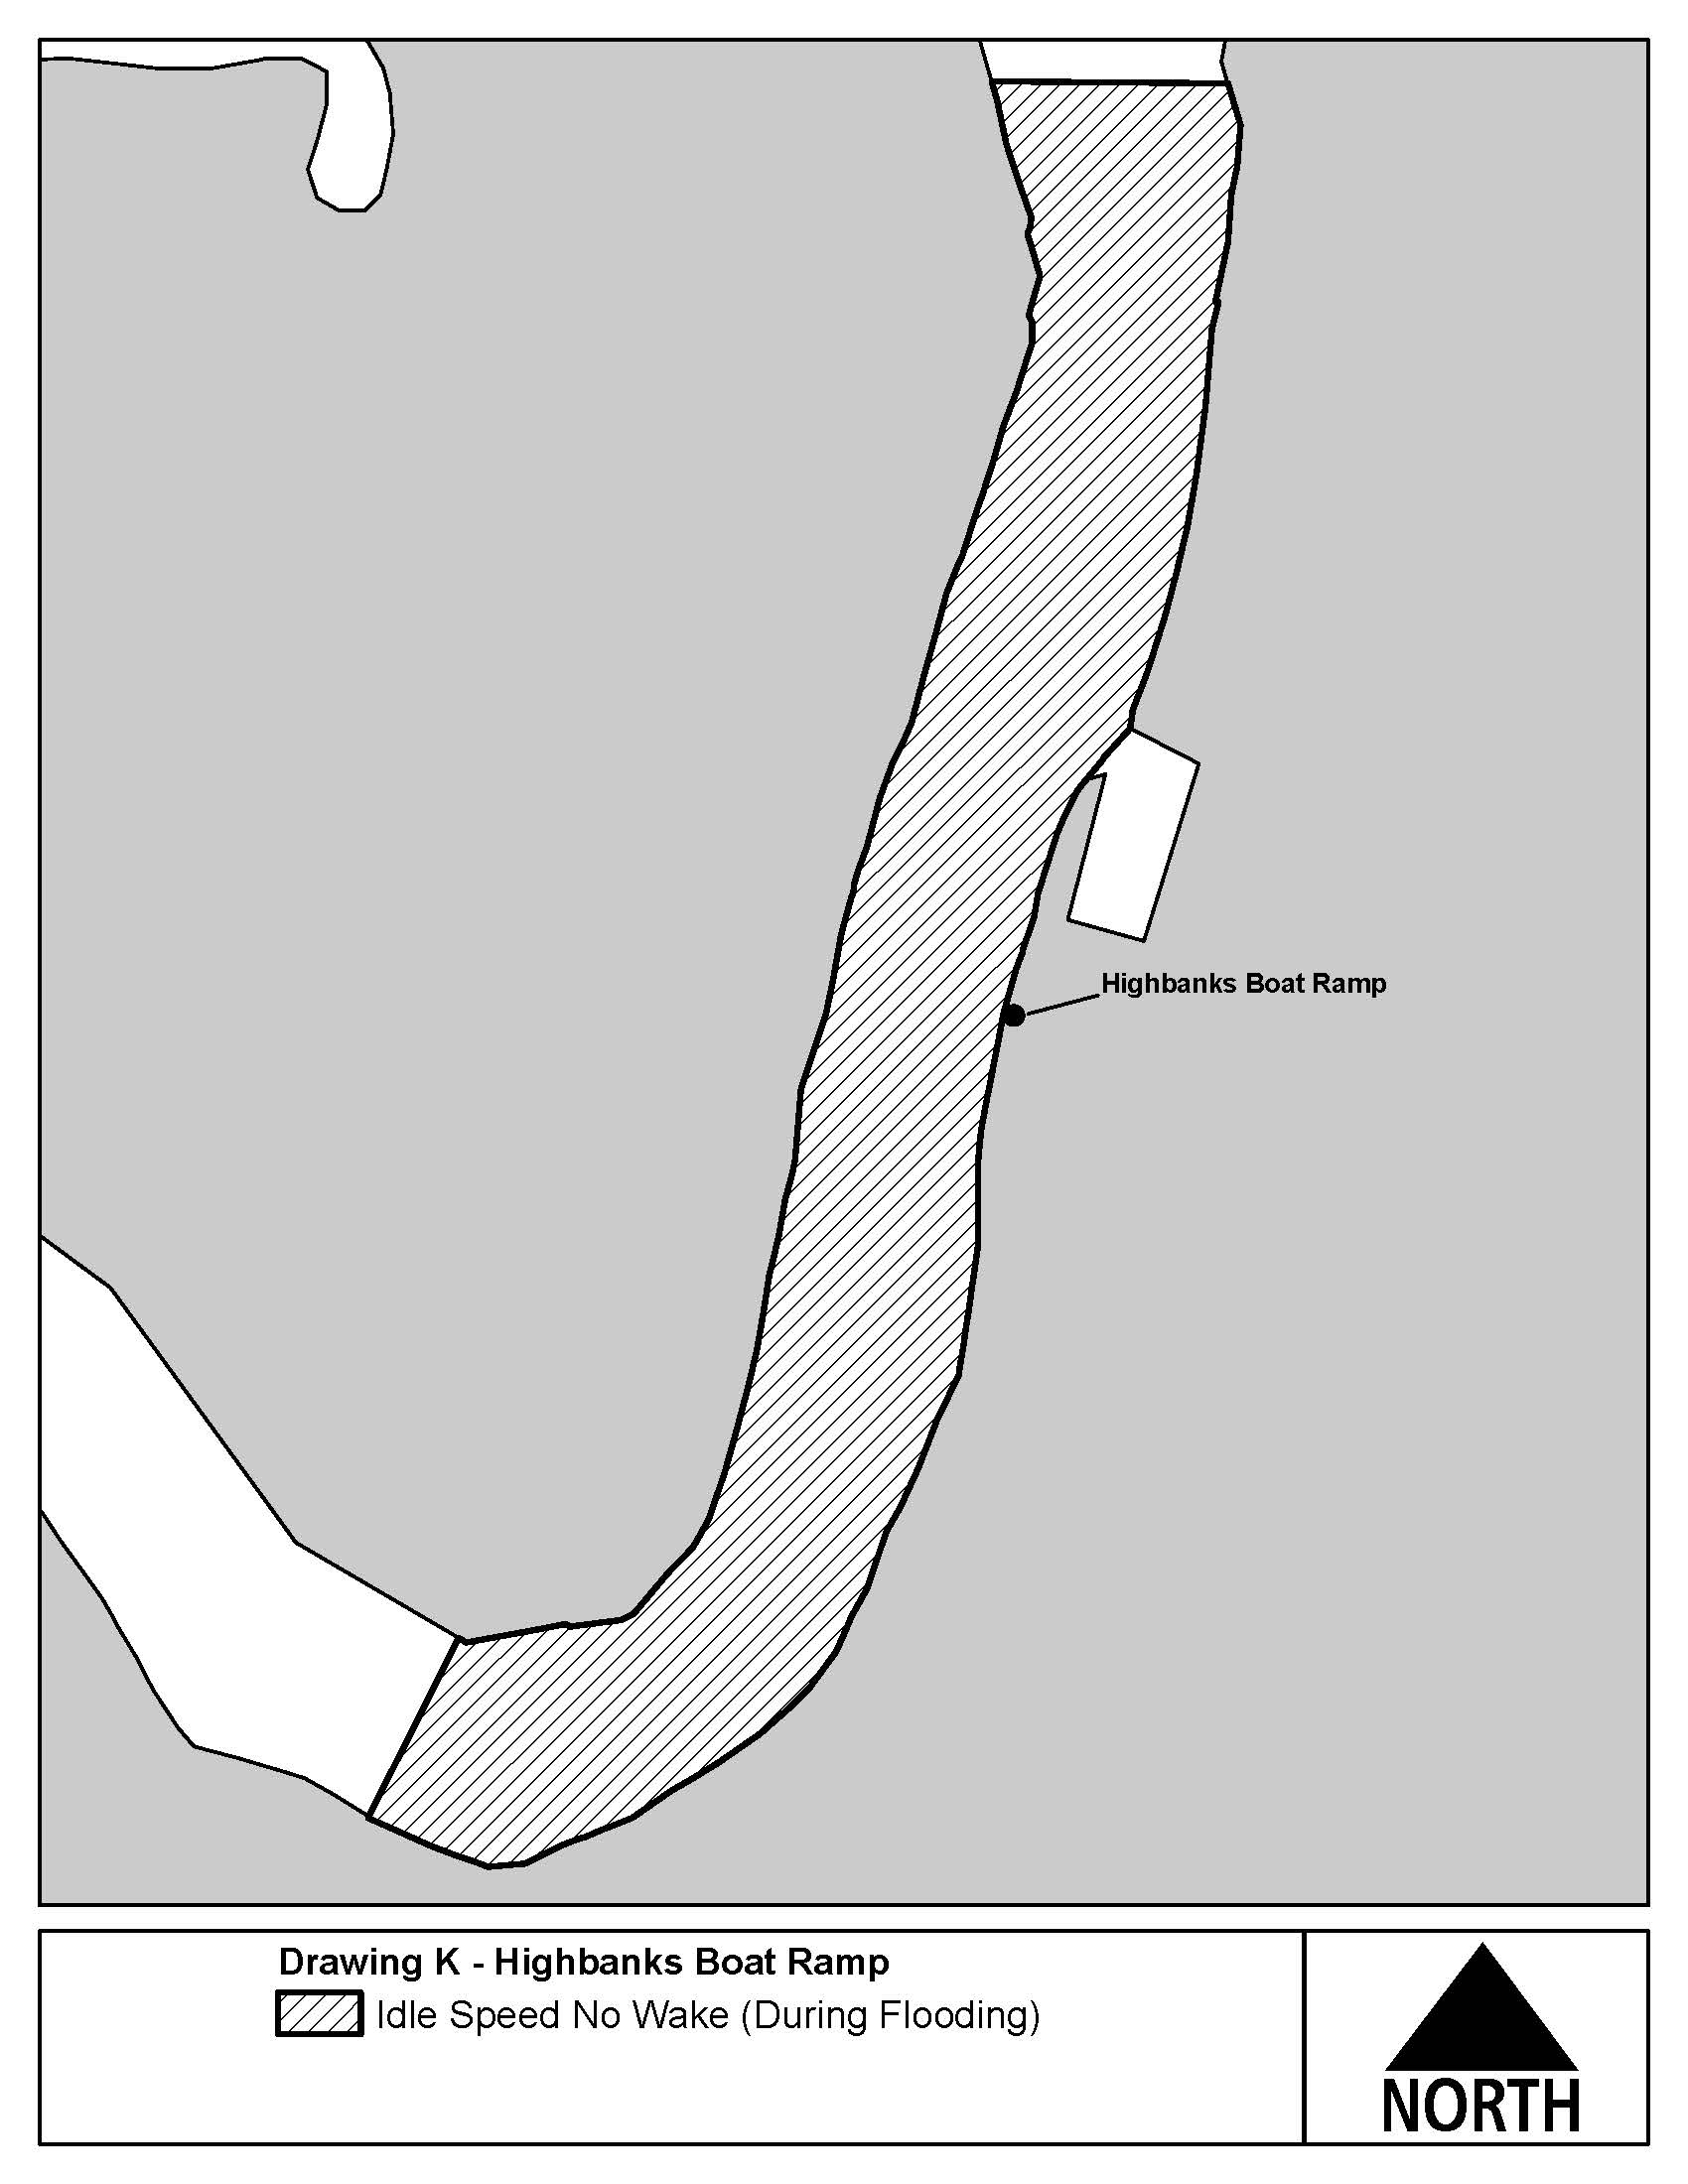 Highbanks Boat Ramp
Drawing K - Highbanks Boat Ramp
Idle Speed No Wake (During Flooding)
NORTH